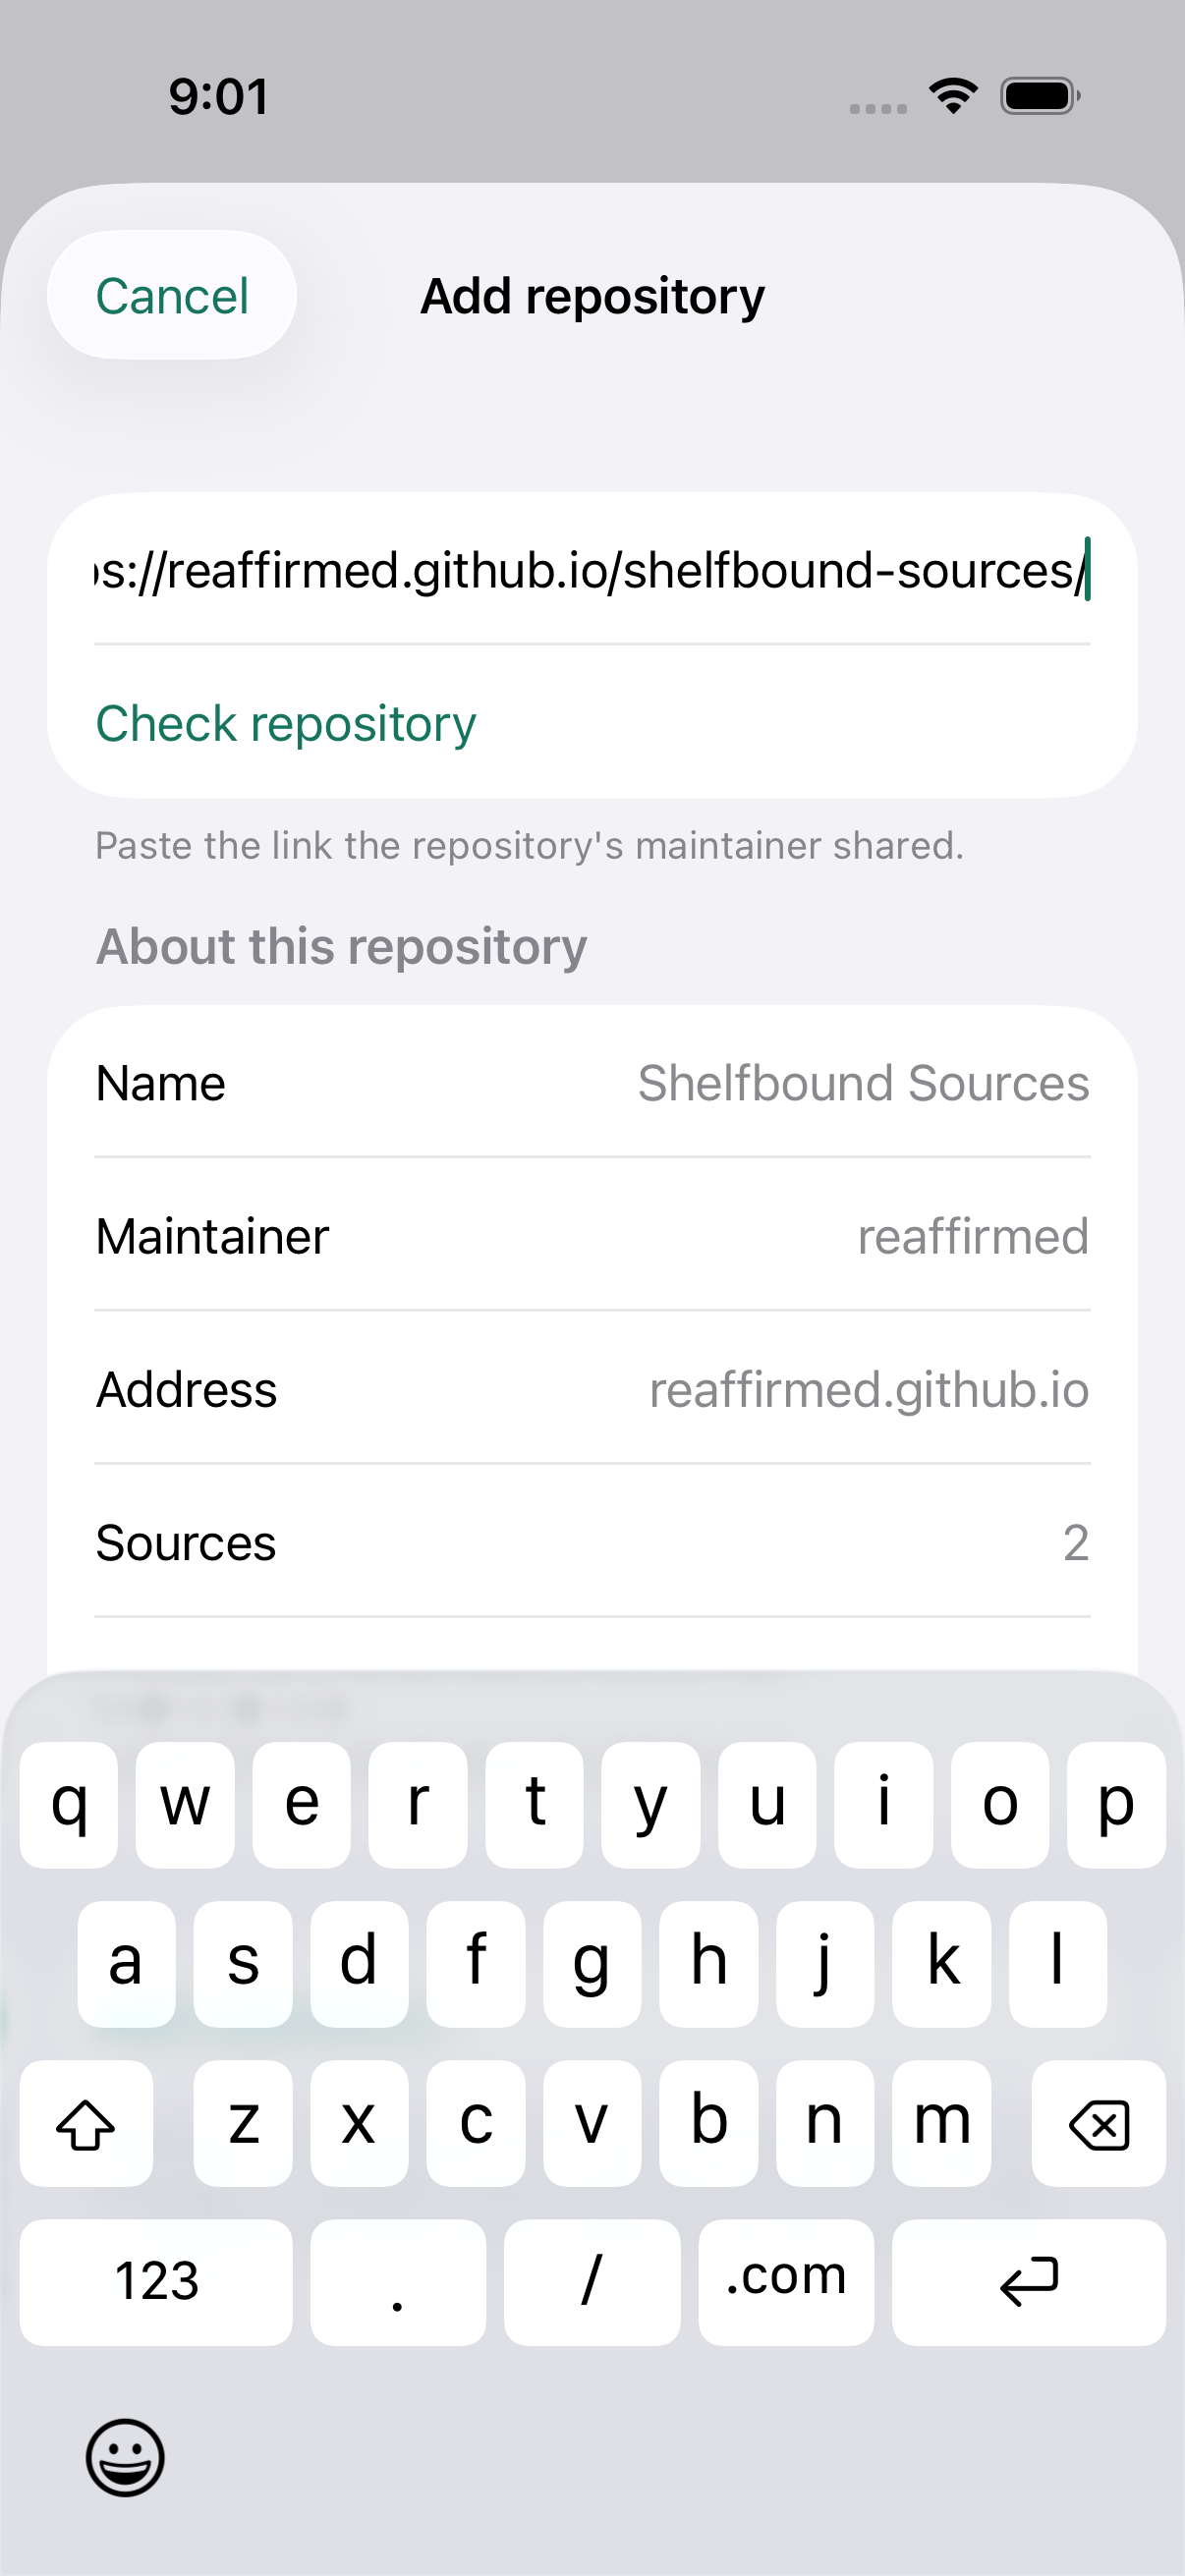 9:01
Cancel
Add repository
s://reaffirmed.github.io/shelfbound-sources/
Check repository
Paste the link the repository's maintainer shared.
About this repository
Name Shelfbound Sources
Maintainer reaffirmed
Address reaffirmed.github.io
Sources 2
q w e r t y u i o p
a s d f g h j k l
z x c v b n m
123 . / .com